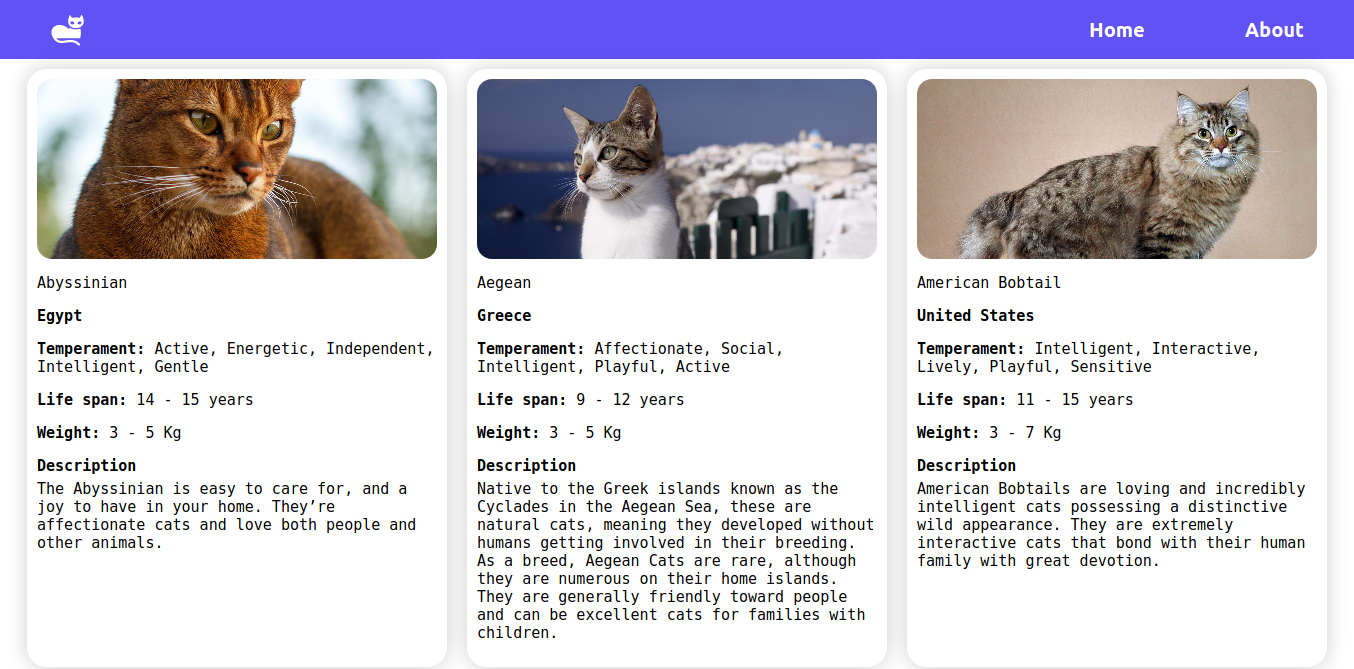 Home About
Abyssinian
Egypt
Temperament: Active, Energetic, Independent,
Intelligent, Gentle
Life span: 14 - 15 years
Weight: 3 - 5 Kg
Description
The Abyssinian is easy to care for, and a
joy to have in your home. They’re
affectionate cats and love both people and
other animals.
Aegean
Greece
Temperament: Affectionate, Social,
Intelligent, Playful, Active
Life span: 9 - 12 years
Weight: 3 - 5 Kg
Description
Native to the Greek islands known as the
Cyclades in the Aegean Sea, these are
natural cats, meaning they developed without
humans getting involved in their breeding.
As a breed, Aegean Cats are rare, although
they are numerous on their home islands.
They are generally friendly toward people
and can be excellent cats for families with
children.
American Bobtail
United States
Temperament: Intelligent, Interactive,
Lively, Playful, Sensitive
Life span: 11 - 15 years
Weight: 3 - 7 Kg
Description
American Bobtails are loving and incredibly
intelligent cats possessing a distinctive
wild appearance. They are extremely
interactive cats that bond with their human
family with great devotion.